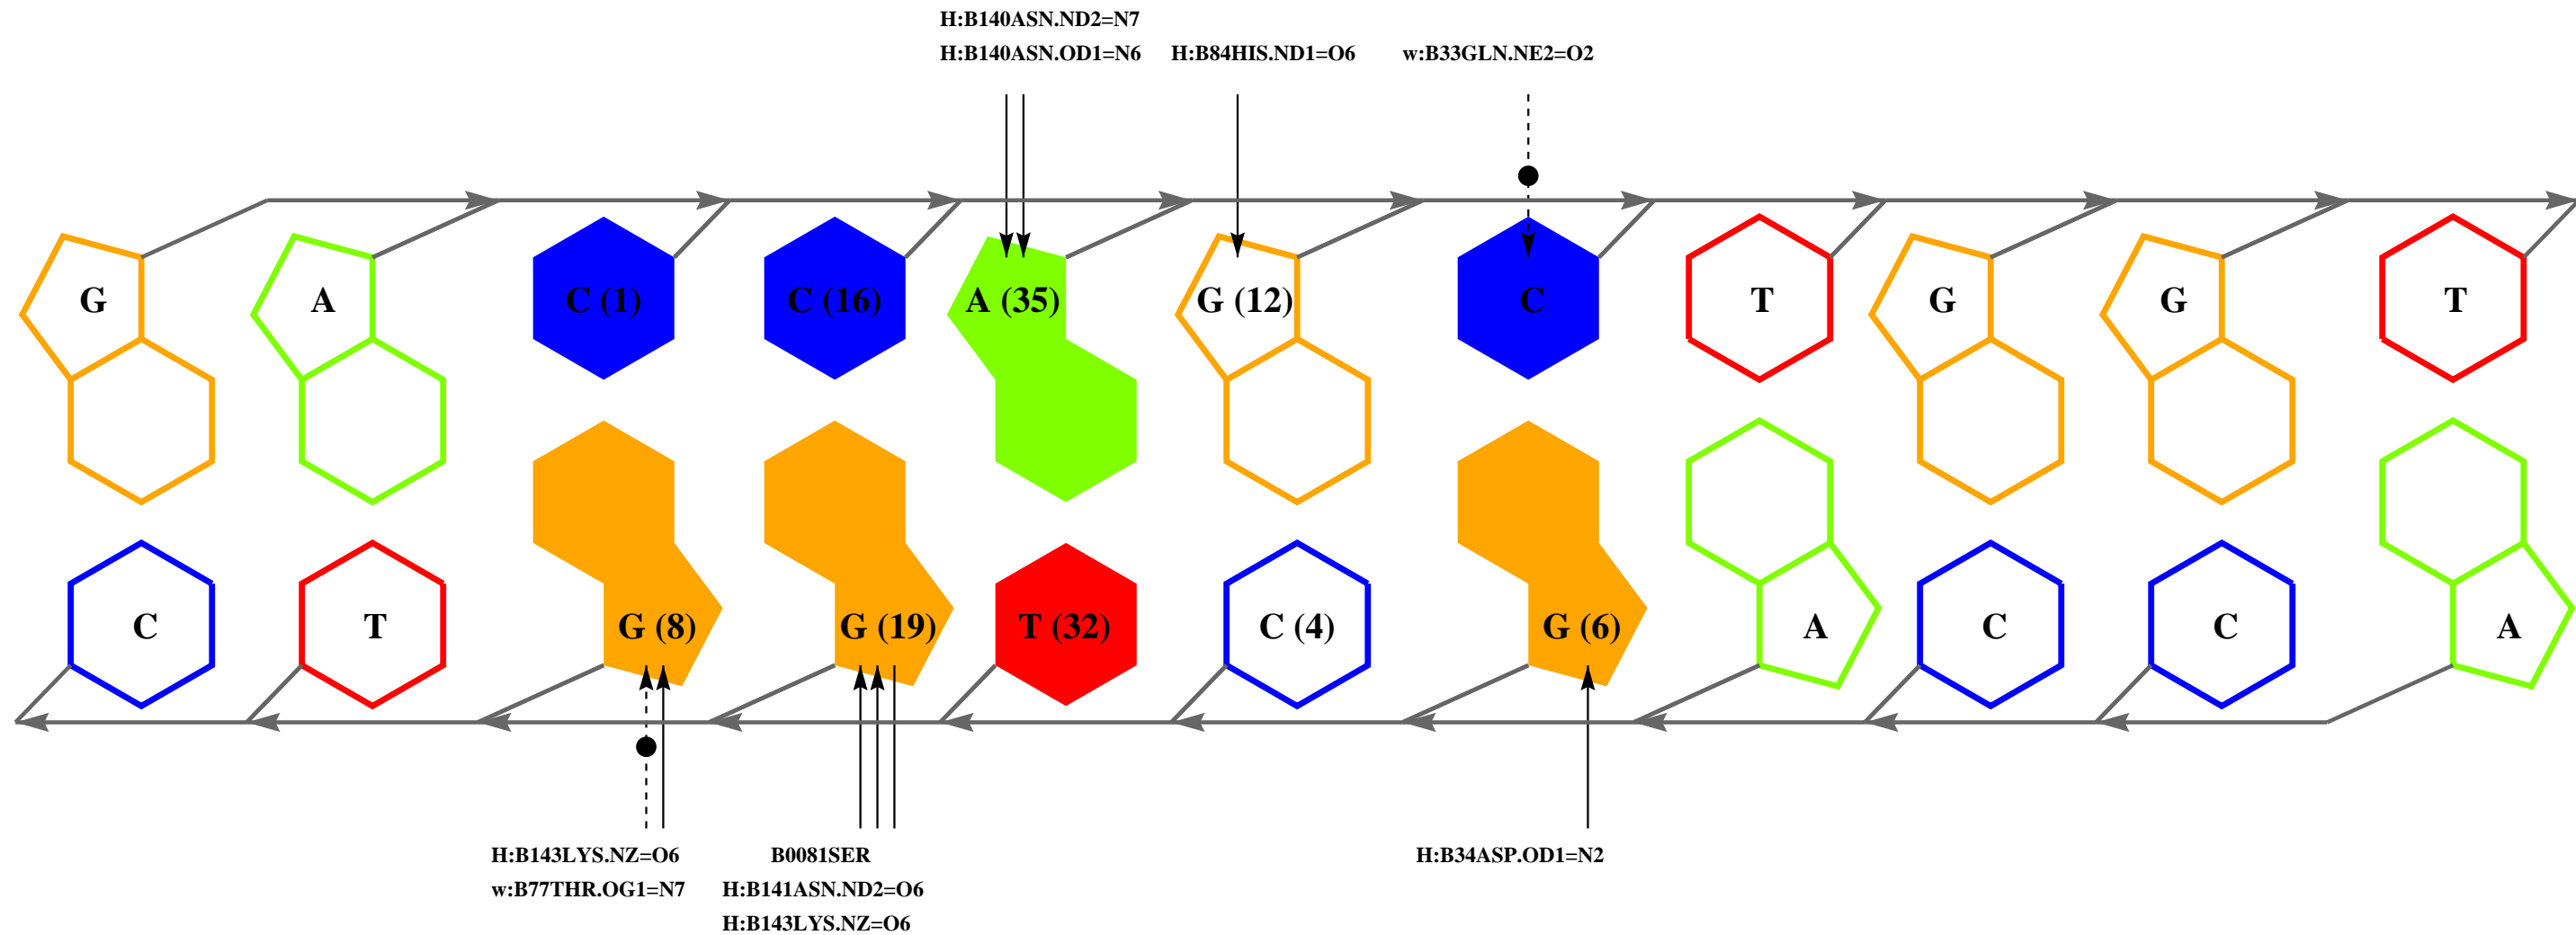 H:B140ASN.ND2=N7
H:B140ASN.OD1=N6 H:B84HIS.ND1=O6 w:B33GLN.NE2=O2
G A C (1) C (16) A (35) G (12) C T G G T
C T G (8) G (19) T (32) C (4) G (6) A C C A
H:B143LYS.NZ=O6 B0081SER H:B34ASP.OD1=N2
w:B77THR.OG1=N7 H:B141ASN.ND2=O6
H:B143LYS.NZ=O6